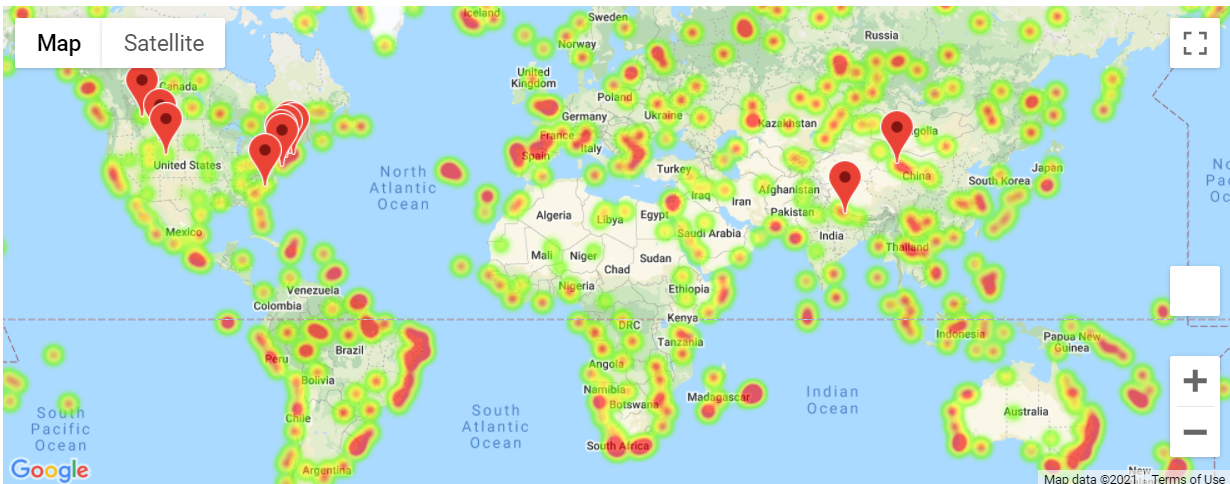 Map
Satellite
Iceland
Sweden
Norway
Russia
Canada
United
Kingdom
Poland
Germany
Ukraine
Kazakhstan
France
Italy
Spain
United States
North
Atlantic
Ocean
Turkey
China
Japan
South Korea
Afghanistan
Iraq
Iran
Pakistan
Algeria
Libya
Egypt
Saudi Arabia
India
Thailand
Mexico
Mali
Niger
Chad
Sudan
Nigeria
Ethiopia
Venezuela
Colombia
Kenya
DRC
Tanzania
Indonesia
Papua New
Guinea
Peru
Brazil
Bolivia
Angola
Namibia
Botswana
Madagascar
Indian
Ocean
Australia
Chile
South
Pacific
Ocean
South
Atlantic
Ocean
South Africa
Argentina
Google
New
Map data ©2021
Terms of Use